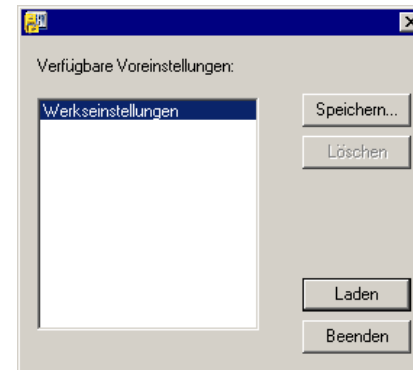 Verfügbare Voreinstellungen:
Werkseinstellungen
Speichern...
Löschen
Laden
Beenden